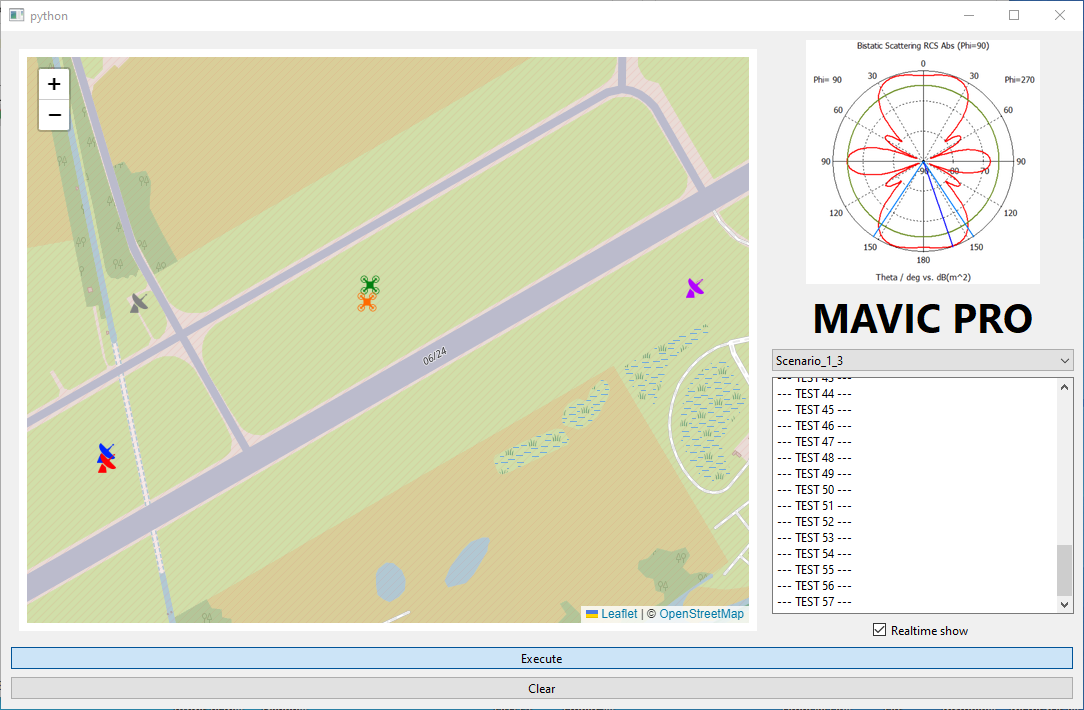 python
+
−
06/24
Leaflet | © OpenStreetMap
Bistatic Scattering RCS Abs (Phi=90)
0
Phi= 90
30
30
Phi=270
60
60
90
-90
-80
-70
90
120
120
150
150
180
Theta / deg vs. dB(m^2)
MAVIC PRO
Scenario_1_3
--- TEST 43 ---
--- TEST 44 ---
--- TEST 45 ---
--- TEST 46 ---
--- TEST 47 ---
--- TEST 48 ---
--- TEST 49 ---
--- TEST 50 ---
--- TEST 51 ---
--- TEST 52 ---
--- TEST 53 ---
--- TEST 54 ---
--- TEST 55 ---
--- TEST 56 ---
--- TEST 57 ---
Realtime show
Execute
Clear